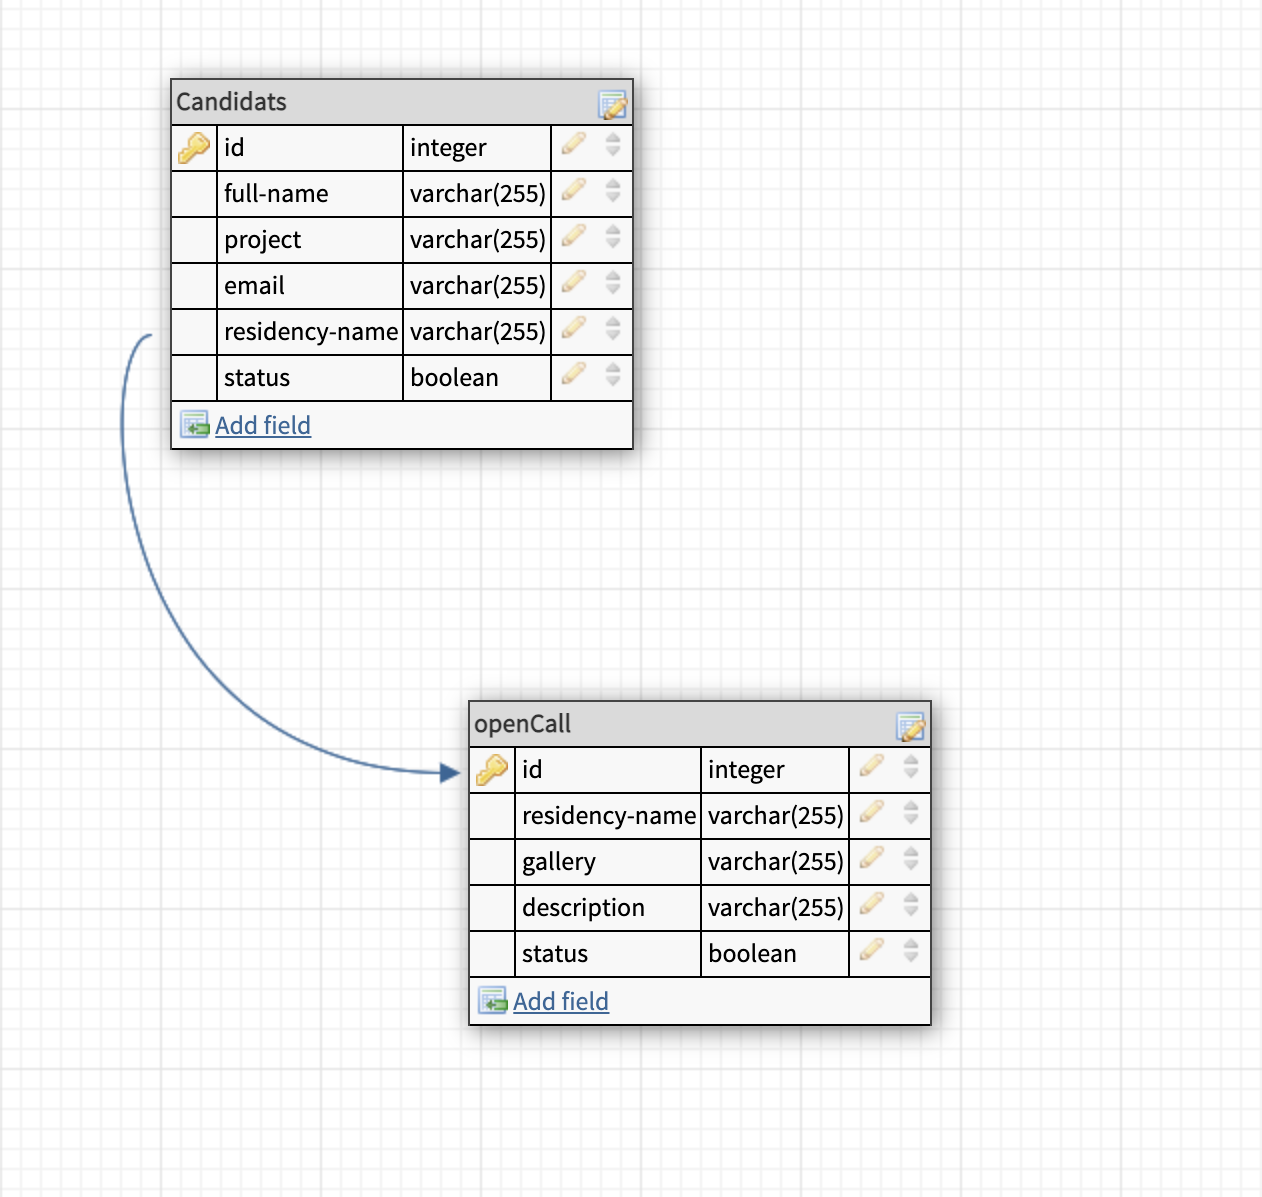 Candidats
id integer
full-name varchar(255)
project varchar(255)
email varchar(255)
residency-name varchar(255)
status boolean
Add field
openCall
id integer
residency-name varchar(255)
gallery varchar(255)
description varchar(255)
status boolean
Add field